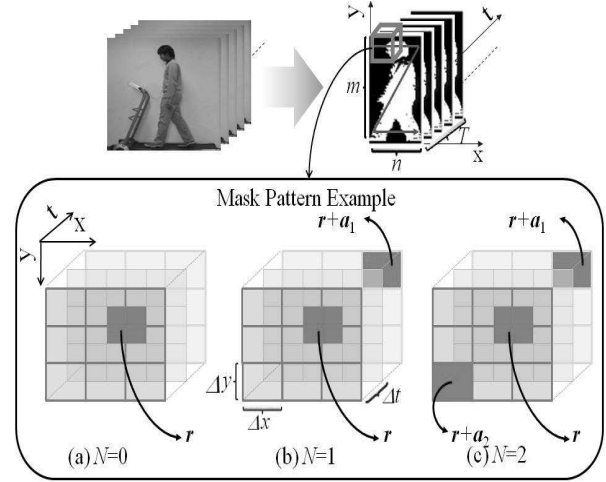 y
t
m
n
T
x
Mask Pattern Example
t
x
y
r+a1
r+a1
Δy
Δx
Δt
r
r
r+a2
r
(a) N=0
(b) N=1
(c) N=2